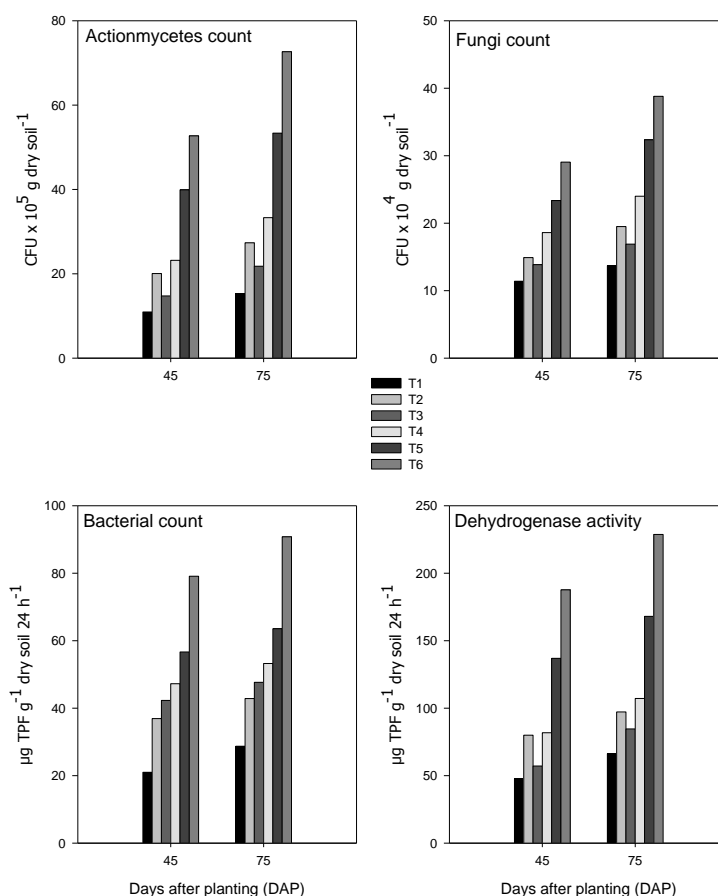 Actionmycetes count
CFU x 10^5 g dry soil^-1
80
60
40
20
0
45
75
Fungi count
CFU x 10^4 g dry soil^-1
50
40
30
20
10
0
45
75
T1
T2
T3
T4
T5
T6
Bacterial count
µg TPF g^-1 dry soil 24 h^-1
100
80
60
40
20
0
45
75
Days after planting (DAP)
Dehydrogenase activity
µg TPF g^-1 dry soil 24 h^-1
250
200
150
100
50
0
45
75
Days after planting (DAP)